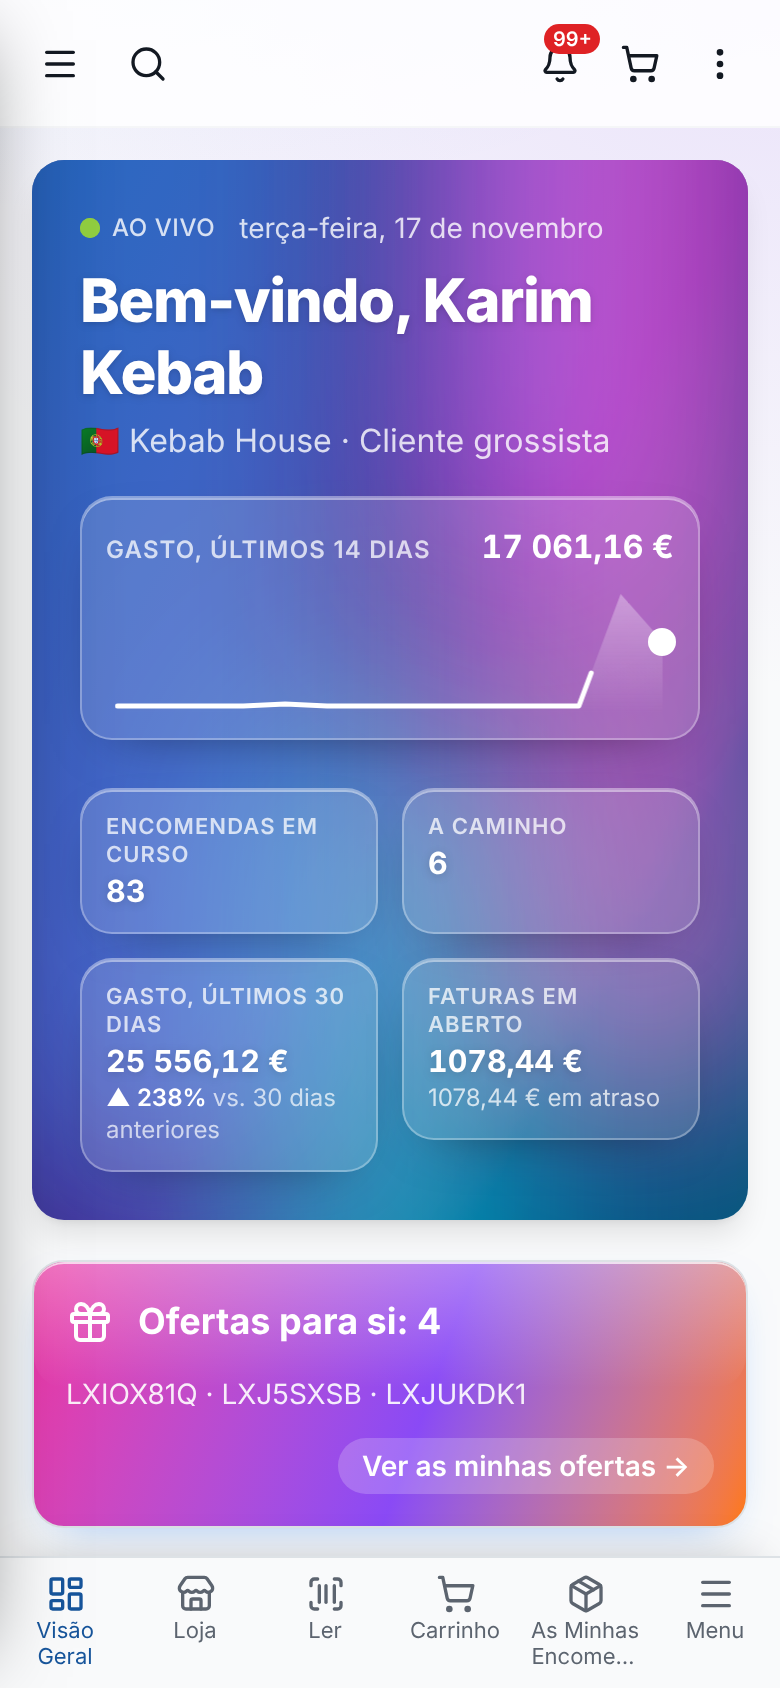 99+
AO VIVO terça-feira, 17 de novembro
Bem-vindo, Karim
Kebab
Kebab House · Cliente grossista
GASTO, ÚLTIMOS 14 DIAS 17 061,16 €
ENCOMENDAS EM
CURSO
83
A CAMINHO
6
GASTO, ÚLTIMOS 30
DIAS
25 556,12 €
▲ 238% vs. 30 dias
anteriores
FATURAS EM
ABERTO
1078,44 €
1078,44 € em atraso
Ofertas para si: 4
LXIOX81Q · LXJ5SXSB · LXJUKDK1
Ver as minhas ofertas →
Visão
Geral
Loja
Ler
Carrinho
As Minhas
Encome...
Menu